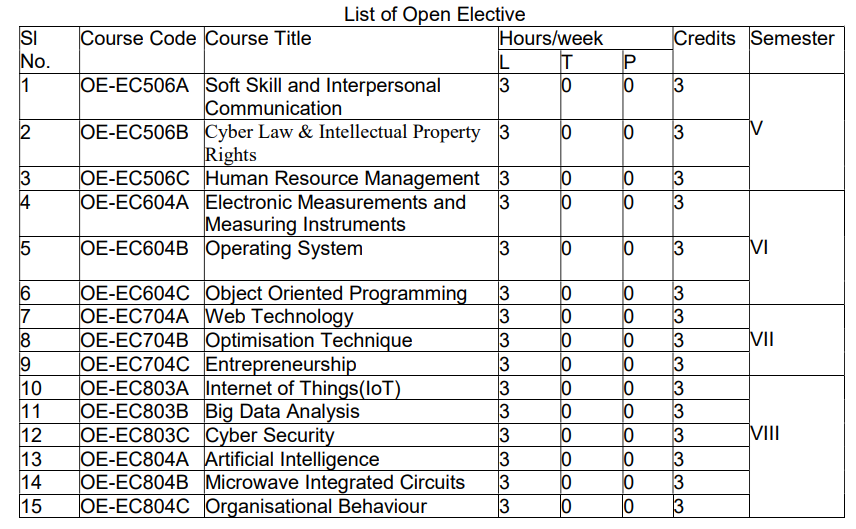 List of Open Elective
Sl No. Course Code Course Title Hours/week Credits Semester
L T P
1 OE-EC506A Soft Skill and Interpersonal Communication 3 0 0 3 V
2 OE-EC506B Cyber Law & Intellectual Property Rights 3 0 0 3
3 OE-EC506C Human Resource Management 3 0 0 3
4 OE-EC604A Electronic Measurements and Measuring Instruments 3 0 0 3 VI
5 OE-EC604B Operating System 3 0 0 3
6 OE-EC604C Object Oriented Programming 3 0 0 3
7 OE-EC704A Web Technology 3 0 0 3 VII
8 OE-EC704B Optimisation Technique 3 0 0 3
9 OE-EC704C Entrepreneurship 3 0 0 3
10 OE-EC803A Internet of Things(IoT) 3 0 0 3 VIII
11 OE-EC803B Big Data Analysis 3 0 0 3
12 OE-EC803C Cyber Security 3 0 0 3
13 OE-EC804A Artificial Intelligence 3 0 0 3
14 OE-EC804B Microwave Integrated Circuits 3 0 0 3
15 OE-EC804C Organisational Behaviour 3 0 0 3